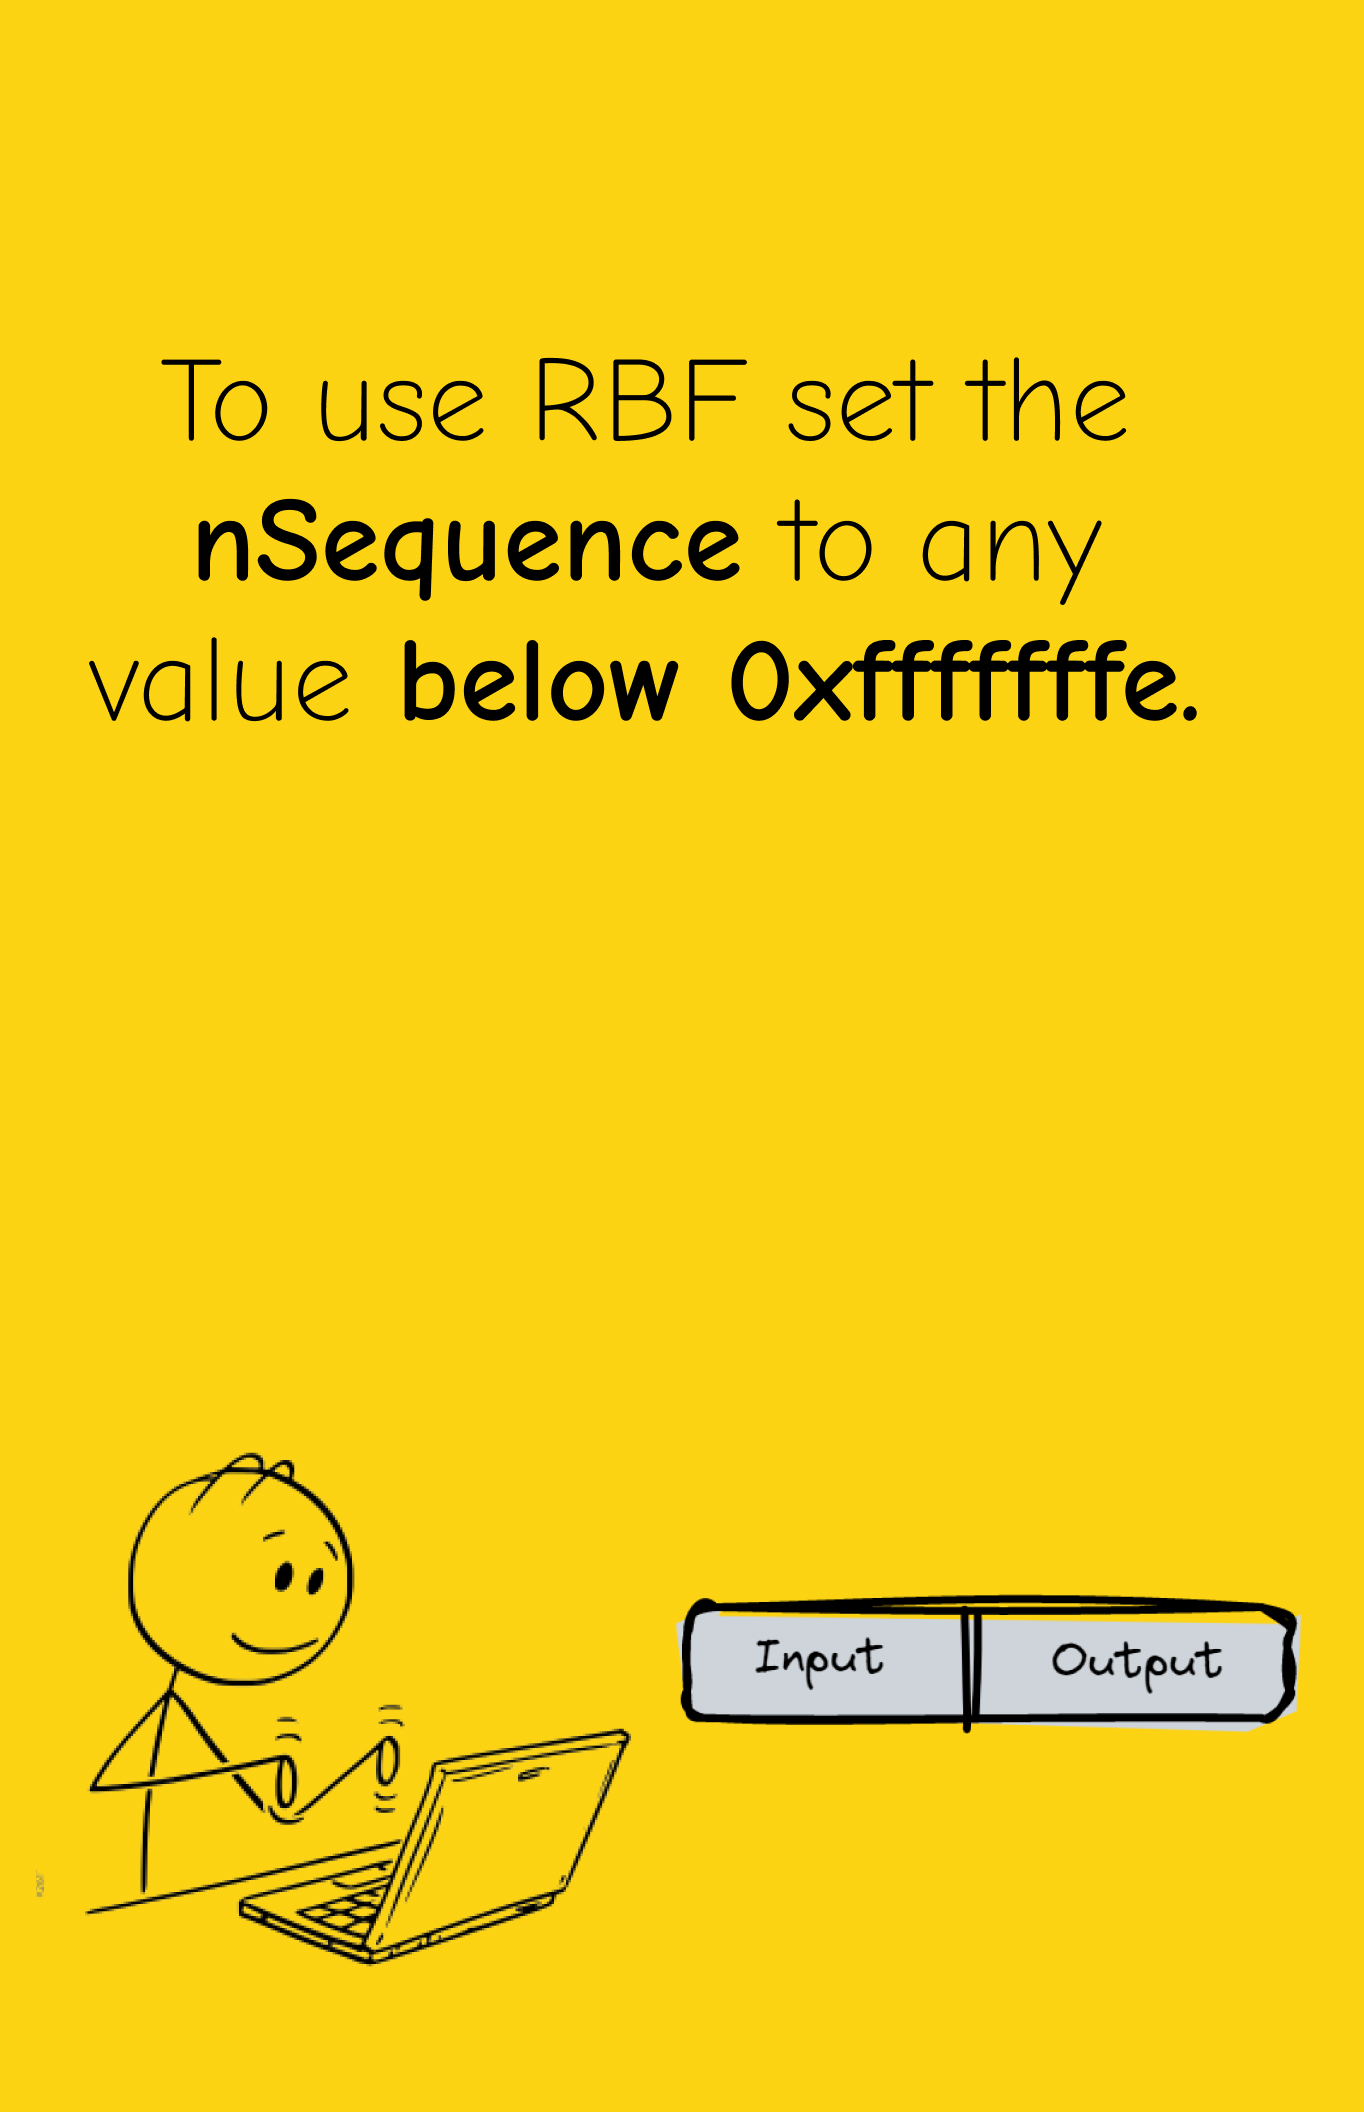 To use RBF set the
nSequence to any
value below 0xfffffffe.
Input
Output